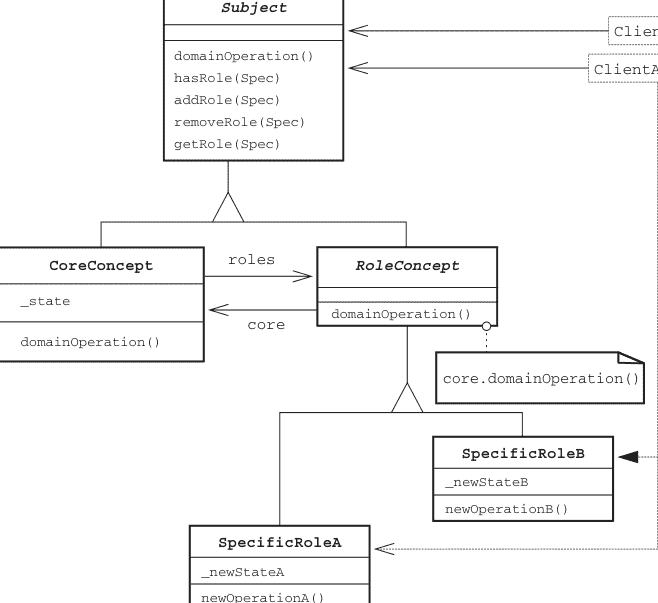 Subject
domainOperation()
hasRole(Spec)
addRole(Spec)
removeRole(Spec)
getRole(Spec)
Clien
ClientA
CoreConcept
_state
domainOperation()
roles
core
RoleConcept
domainOperation()
core.domainOperation()
SpecificRoleB
_newStateB
newOperationB()
SpecificRoleA
_newStateA
newOperationA()